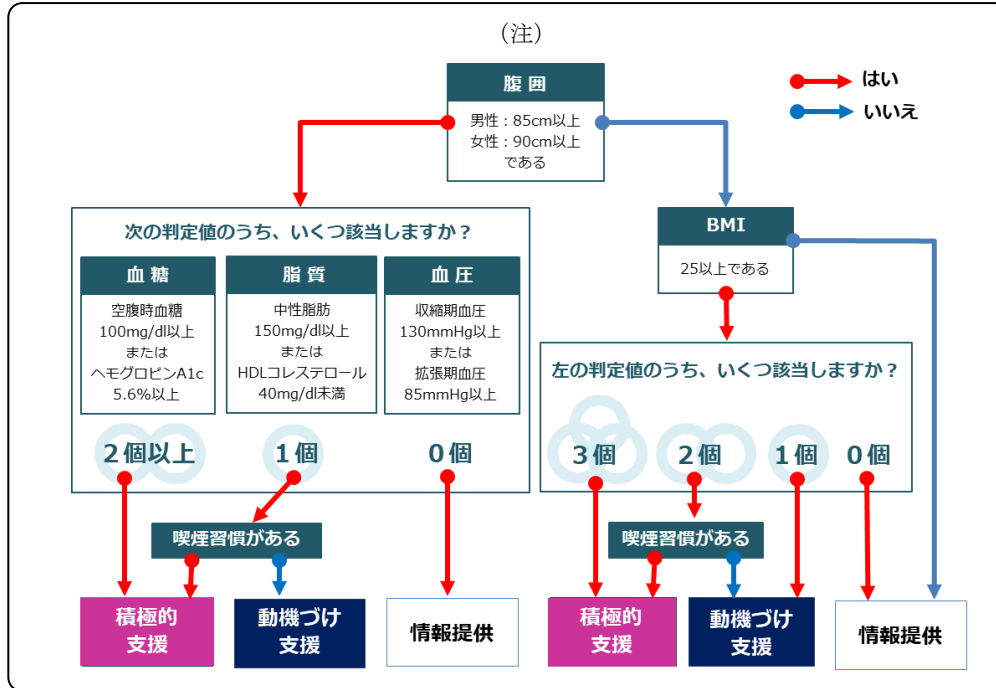 （注）
腹 囲
男性：85cm以上
女性：90cm以上
である
はい
いいえ
次の判定値のうち、いくつ該当しますか？
血 糖
空腹時血糖
100mg/dl以上
または
ヘモグロビンA1c
5.6%以上
脂 質
中性脂肪
150mg/dl以上
または
HDLコレステロール
40mg/dl未満
血 圧
収縮期血圧
130mmHg以上
または
拡張期血圧
85mmHg以上
2個以上
1個
0個
喫煙習慣がある
積極的
支援
動機づけ
支援
情報提供
BMI
25以上である
左の判定値のうち、いくつ該当しますか？
3個
2個
1個
0個
喫煙習慣がある
積極的
支援
動機づけ
支援
情報提供